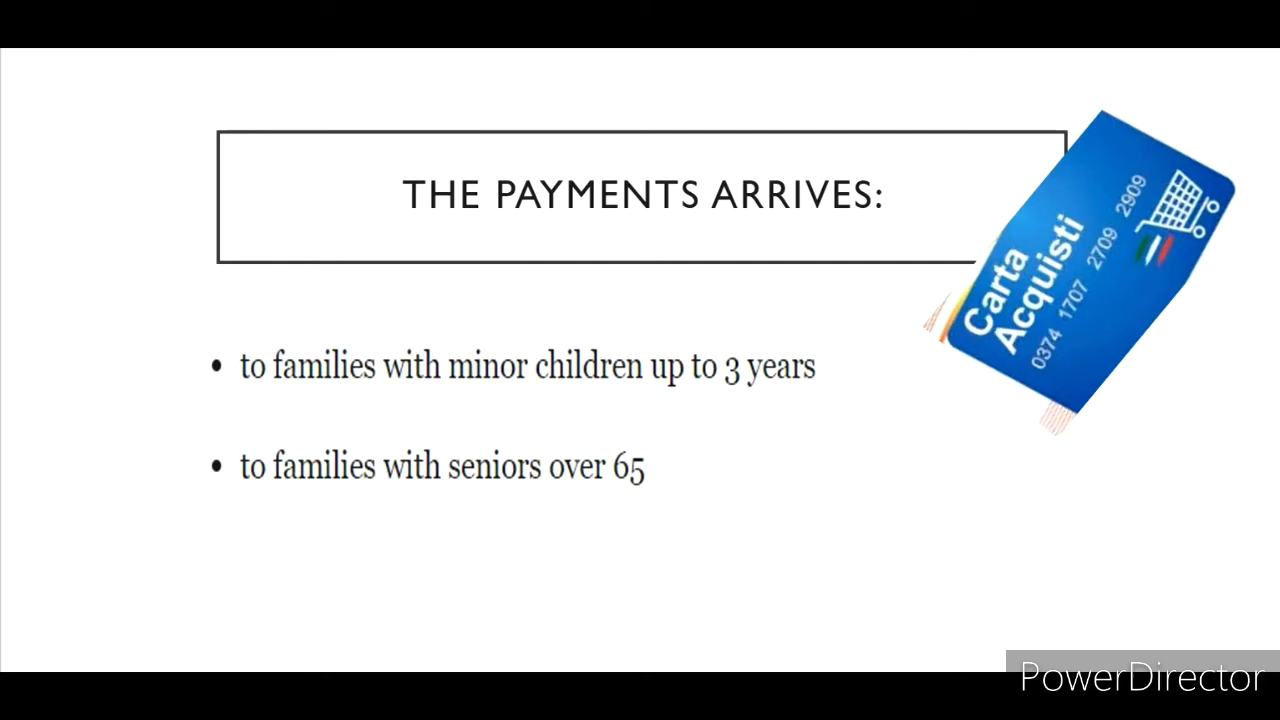 THE PAYMENTS ARRIVES:
Carta
Acquisti
0374 1707 2709 2909
• to families with minor children up to 3 years
• to families with seniors over 65
PowerDirector